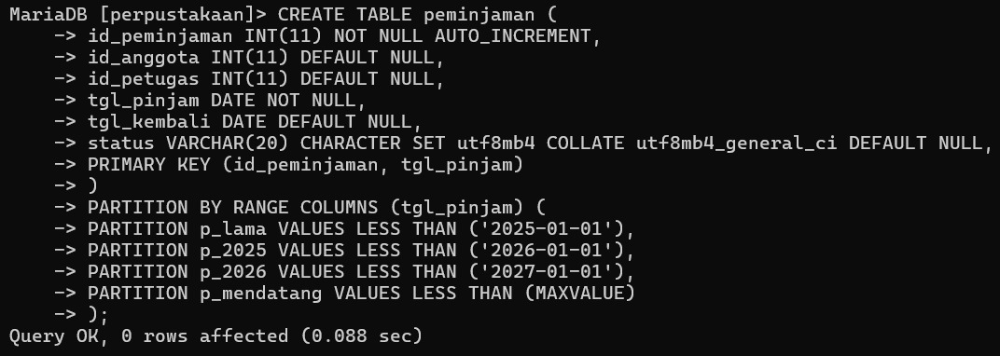 MariaDB [perpustakaan]> CREATE TABLE peminjaman (
    -> id_peminjaman INT(11) NOT NULL AUTO_INCREMENT,
    -> id_anggota INT(11) DEFAULT NULL,
    -> id_petugas INT(11) DEFAULT NULL,
    -> tgl_pinjam DATE NOT NULL,
    -> tgl_kembali DATE DEFAULT NULL,
    -> status VARCHAR(20) CHARACTER SET utf8mb4 COLLATE utf8mb4_general_ci DEFAULT NULL,
    -> PRIMARY KEY (id_peminjaman, tgl_pinjam)
    -> )
    -> PARTITION BY RANGE COLUMNS (tgl_pinjam) (
    -> PARTITION p_lama VALUES LESS THAN ('2025-01-01'),
    -> PARTITION p_2025 VALUES LESS THAN ('2026-01-01'),
    -> PARTITION p_2026 VALUES LESS THAN ('2027-01-01'),
    -> PARTITION p_mendatang VALUES LESS THAN (MAXVALUE)
    -> );
Query OK, 0 rows affected (0.088 sec)